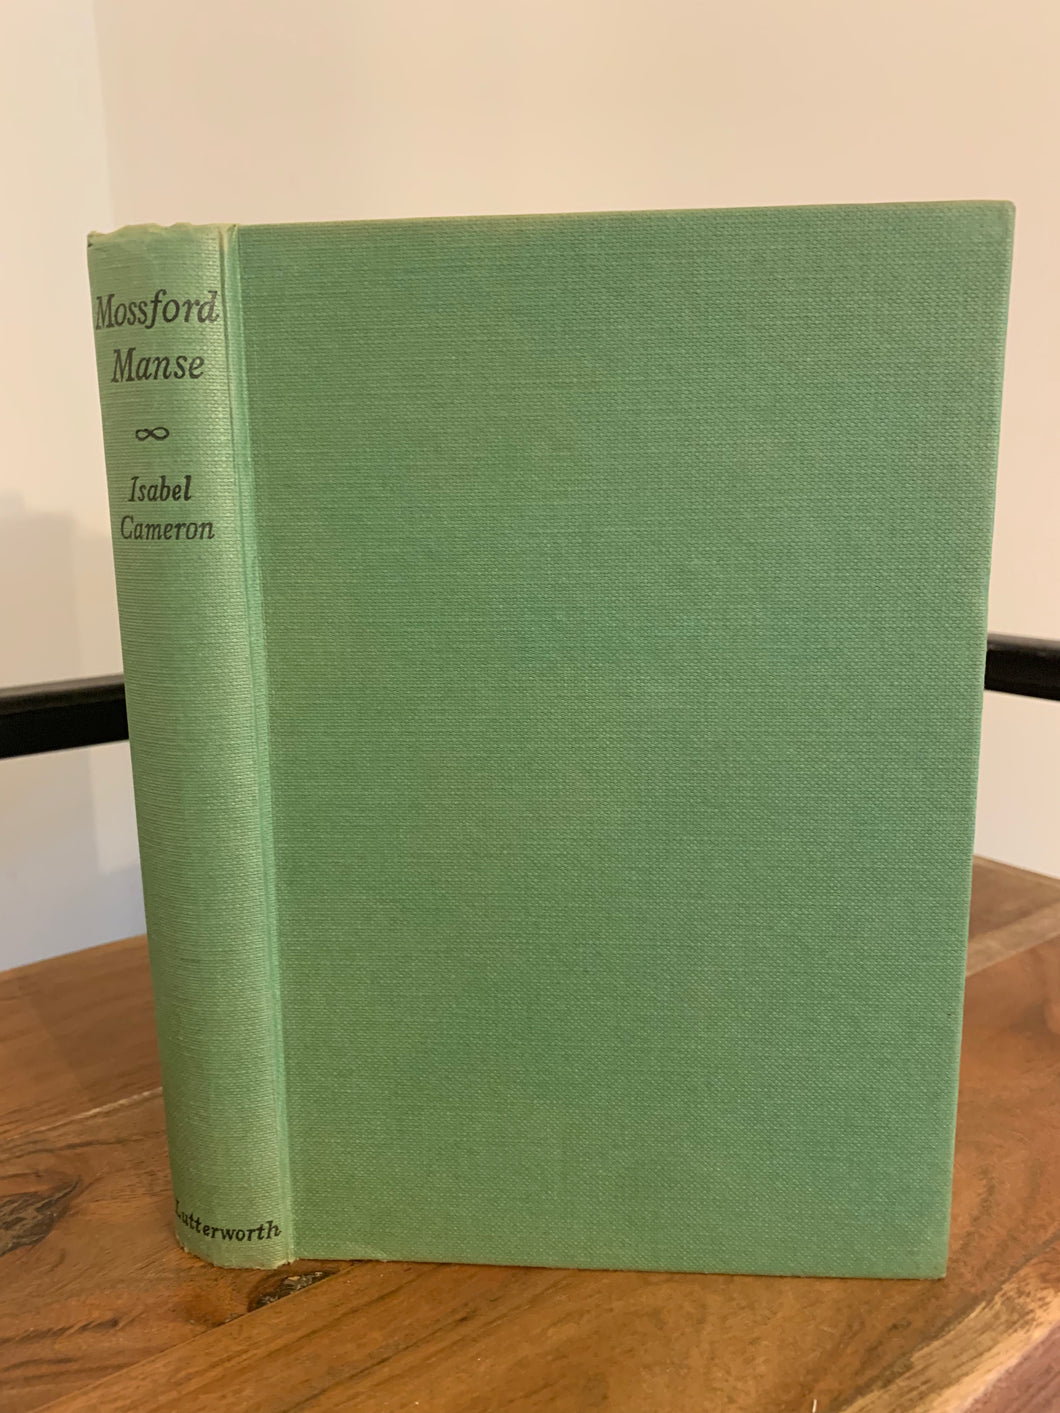 Mossford
Manse
Isabel
Cameron
Lutterworth